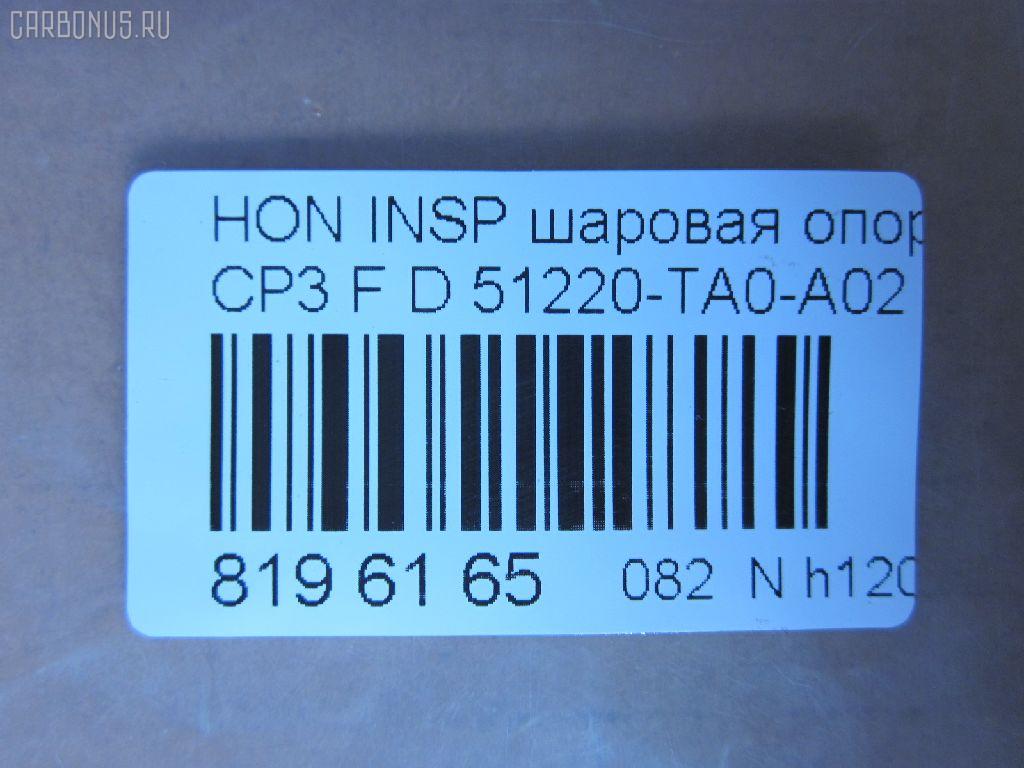 CARBONUS.RU
HON INSP шаровая опор
CP3 F D 51220-TA0-A02
819 61 65 082 N h120